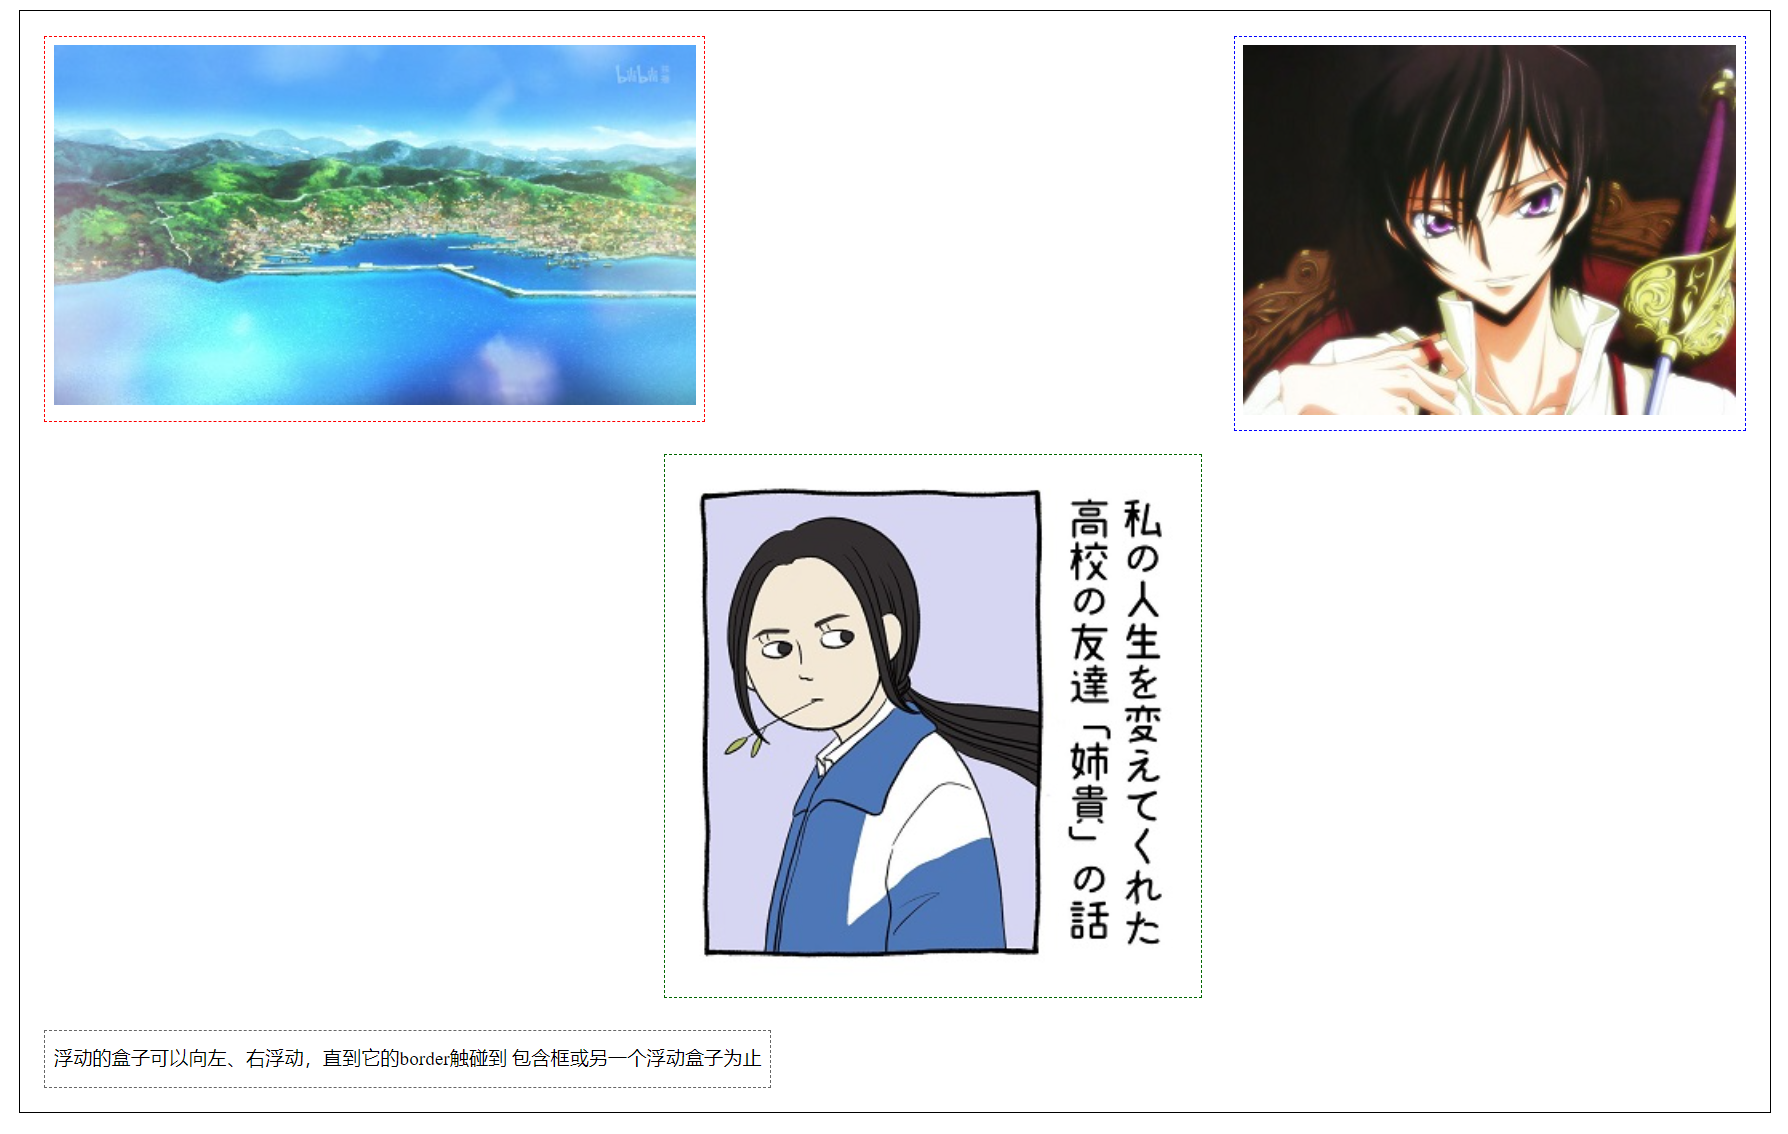 bilibili
私の人生を変えてくれた
高校の友達「姉貴」の話
浮动的盒子可以向左、右浮动，直到它的border触碰到 包含框或另一个浮动盒子为止